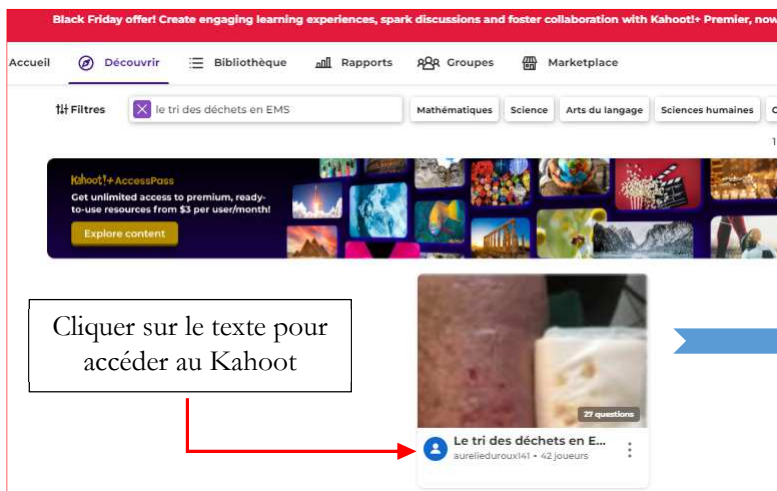 Black Friday offer! Create engaging learning experiences, spark discussions and foster collaboration with Kahoot!+ Premier, now
Accueil Découvrir Bibliothèque Rapports Groupes Marketplace
Filtres le tri des déchets en EMS Mathématiques Science Arts du langage Sciences humaines
1
Kahoot!+ AccessPass
Get unlimited access to premium, ready-
to-use resources from $3 per user/month!
Explore content
Cliquer sur le texte pour
accéder au Kahoot
27 questions
Le tri des déchets en E...
aurelieduroux141 • 42 joueurs